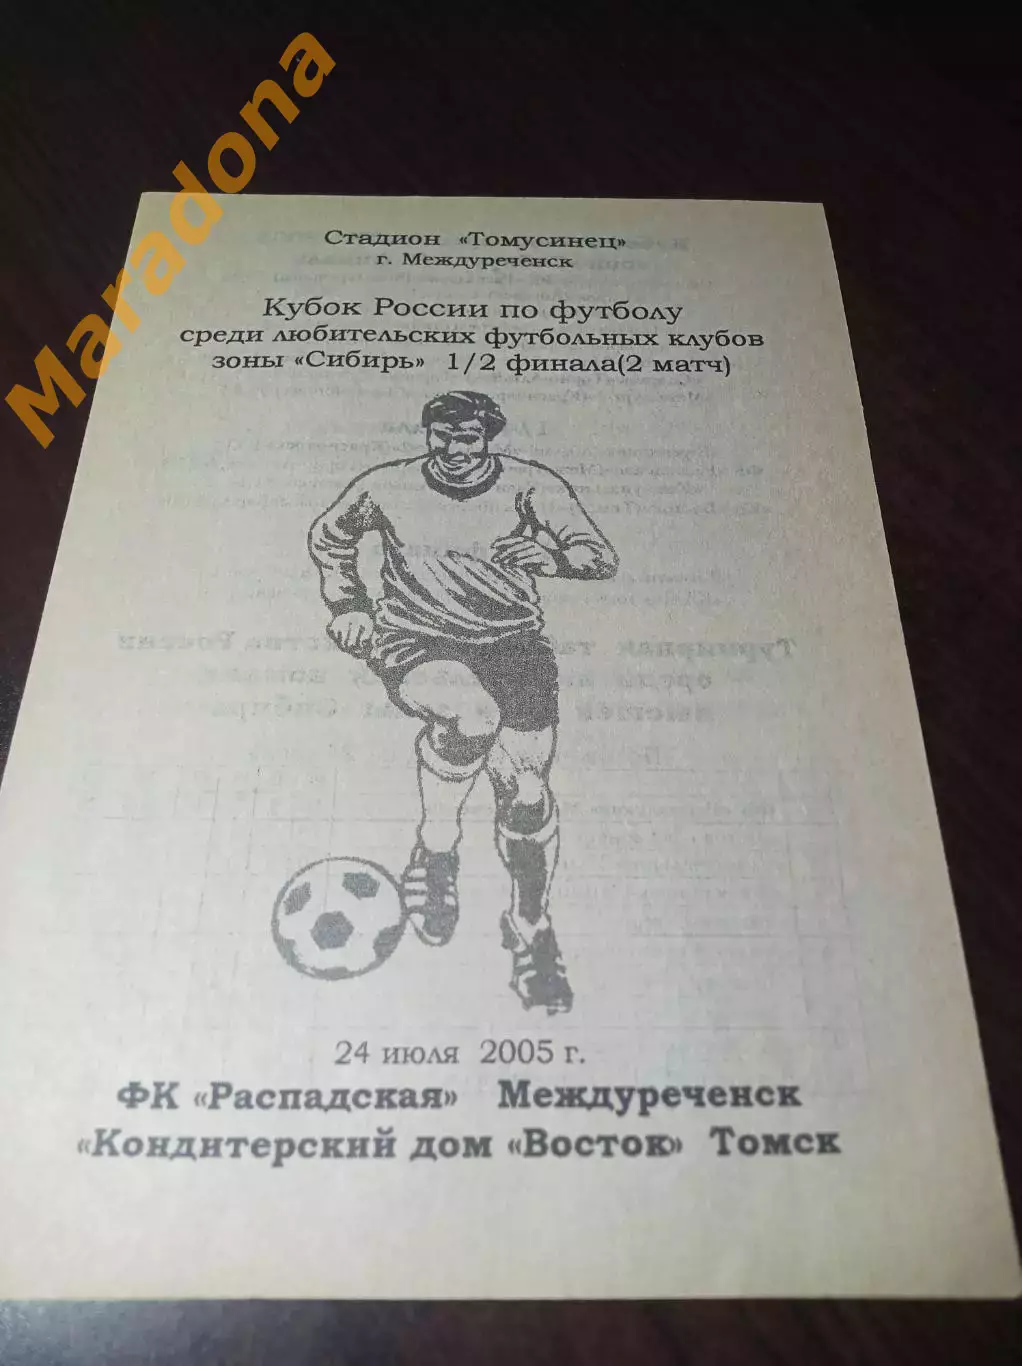 Maradona
Стадион «Томусинец»
г. Междуреченск
Кубок России по футболу
среди любительских футбольных клубов
зоны «Сибирь» 1/2 финала(2 матч)
24 июля 2005 г.
ФК «Распадская» Междуреченск
«Кондитерский дом «Восток» Томск